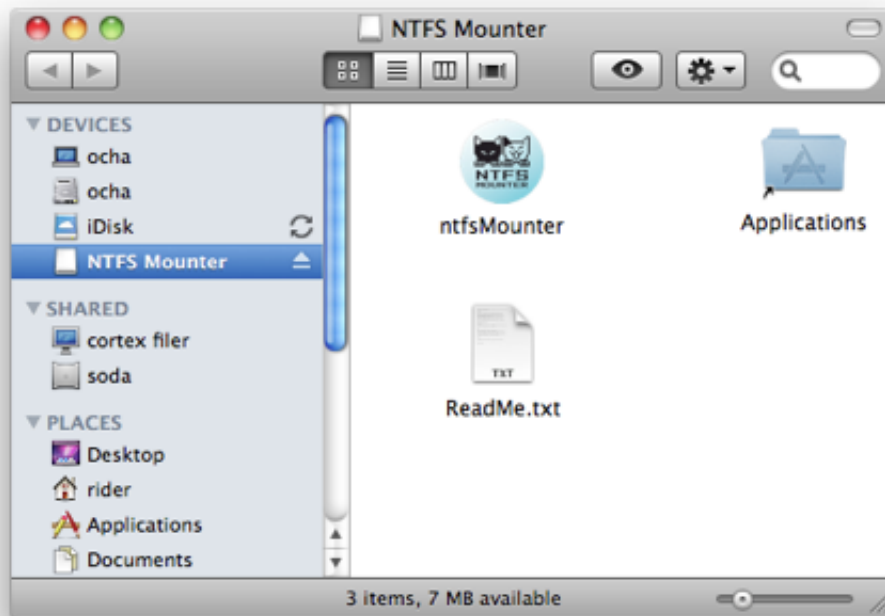 NTFS Mounter
DEVICES
ocha
ocha
iDisk
NTFS Mounter
SHARED
cortex filer
soda
PLACES
Desktop
rider
Applications
Documents
NTFS
MOUNTER
ntfsMounter
Applications
TXT
ReadMe.txt
3 items, 7 MB available